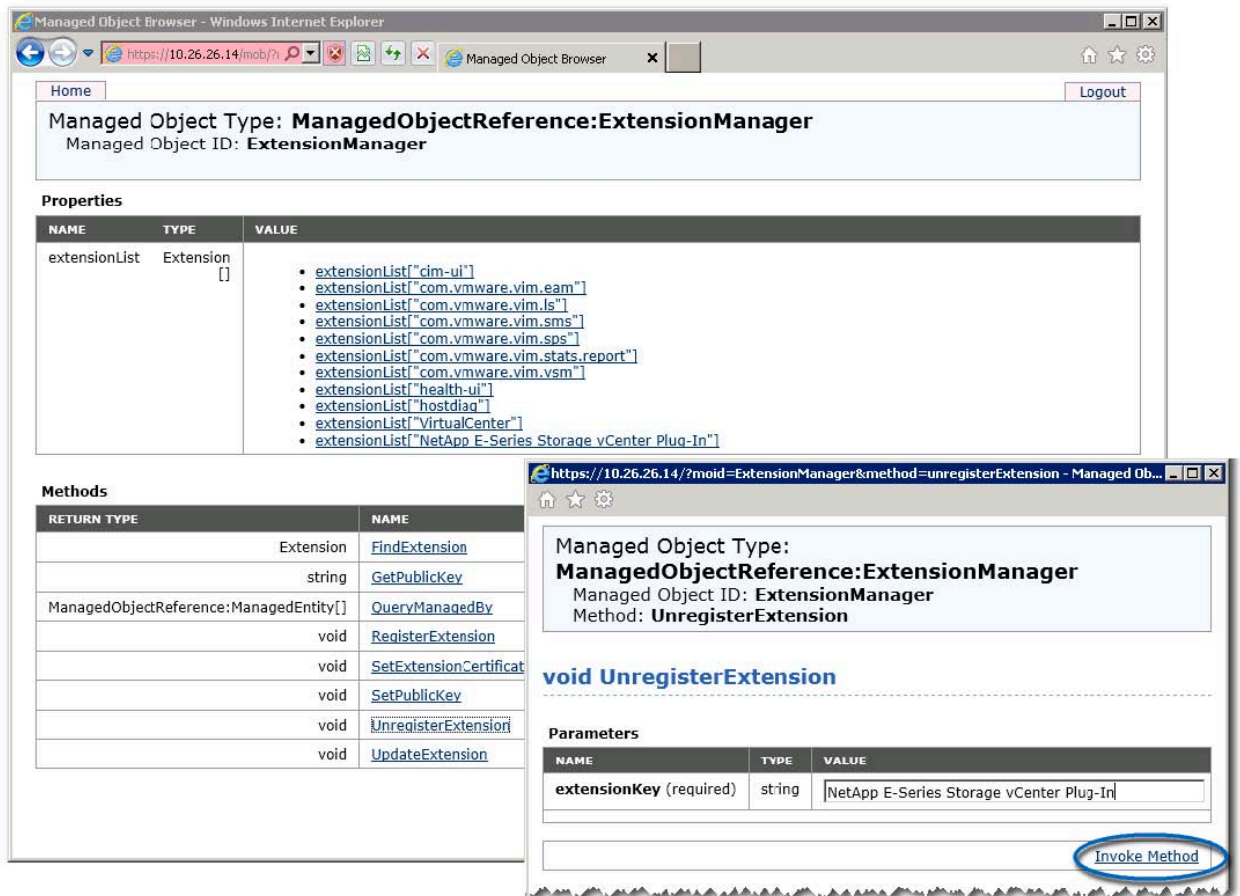 Managed Object Browser - Windows Internet Explorer
https://10.26.26.14/mob/?
Managed Object Browser
Home
Logout
Managed Object Type: ManagedObjectReference:ExtensionManager
Managed Object ID: ExtensionManager
Properties
NAME TYPE VALUE
extensionList Extension
[]
• extensionList["cim-ui"]
• extensionList["com.vmware.vim.eam"]
• extensionList["com.vmware.vim.ls"]
• extensionList["com.vmware.vim.sms"]
• extensionList["com.vmware.vim.sps"]
• extensionList["com.vmware.vim.stats.report"]
• extensionList["com.vmware.vim.vsm"]
• extensionList["health-ui"]
• extensionList["hostdiag"]
• extensionList["VirtualCenter"]
• extensionList["NetApp E-Series Storage vCenter Plug-In"]
Methods
RETURN TYPE NAME
Extension FindExtension
string GetPublicKey
ManagedObjectReference:ManagedEntity[] QueryManagedBy
void RegisterExtension
void SetExtensionCertificat
void SetPublicKey
void UnregisterExtension
void UpdateExtension
https://10.26.26.14/?moid=ExtensionManager&method=unregisterExtension - Managed Ob...
Managed Object Type:
ManagedObjectReference:ExtensionManager
Managed Object ID: ExtensionManager
Method: UnregisterExtension
void UnregisterExtension
Parameters
NAME TYPE VALUE
extensionKey (required) string NetApp E-Series Storage vCenter Plug-In
Invoke Method